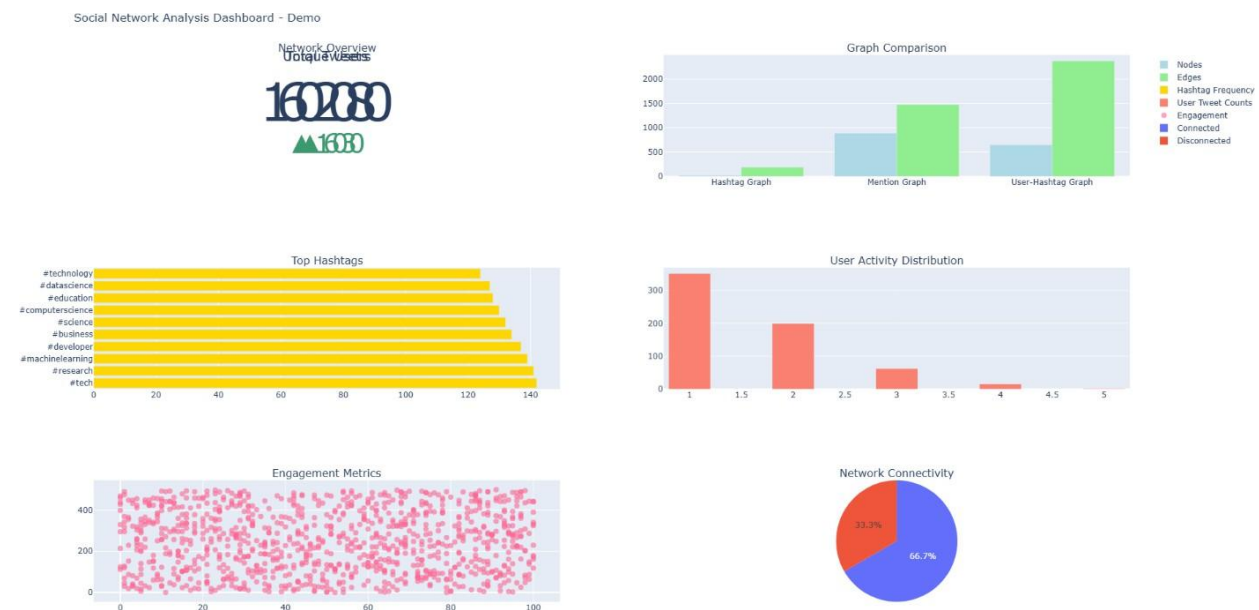 Social Network Analysis Dashboard - Demo
Network Overview
Graph Comparison
2000
1500
1000
500
0
Hashtag Graph
Mention Graph
User-Hashtag Graph
Nodes
Edges
Hashtag Frequency
User Tweet Counts
Engagement
Connected
Disconnected
Top Hashtags
#technology
#datascience
#education
#computerscience
#science
#business
#developer
#machinelearning
#research
#tech
0 20 40 60 80 100 120 140
User Activity Distribution
300
200
100
0
1 1.5 2 2.5 3 3.5 4 4.5 5
Engagement Metrics
400
200
0
0 20 40 60 80 100
Network Connectivity
33.3%
66.7%